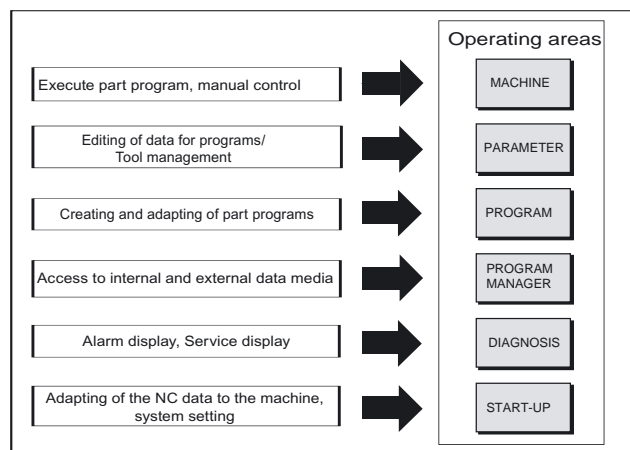 Operating areas
Execute part program, manual control
MACHINE
Editing of data for programs/
Tool management
PARAMETER
Creating and adapting of part programs
PROGRAM
Access to internal and external data media
PROGRAM
MANAGER
Alarm display, Service display
DIAGNOSIS
Adapting of the NC data to the machine,
system setting
START-UP